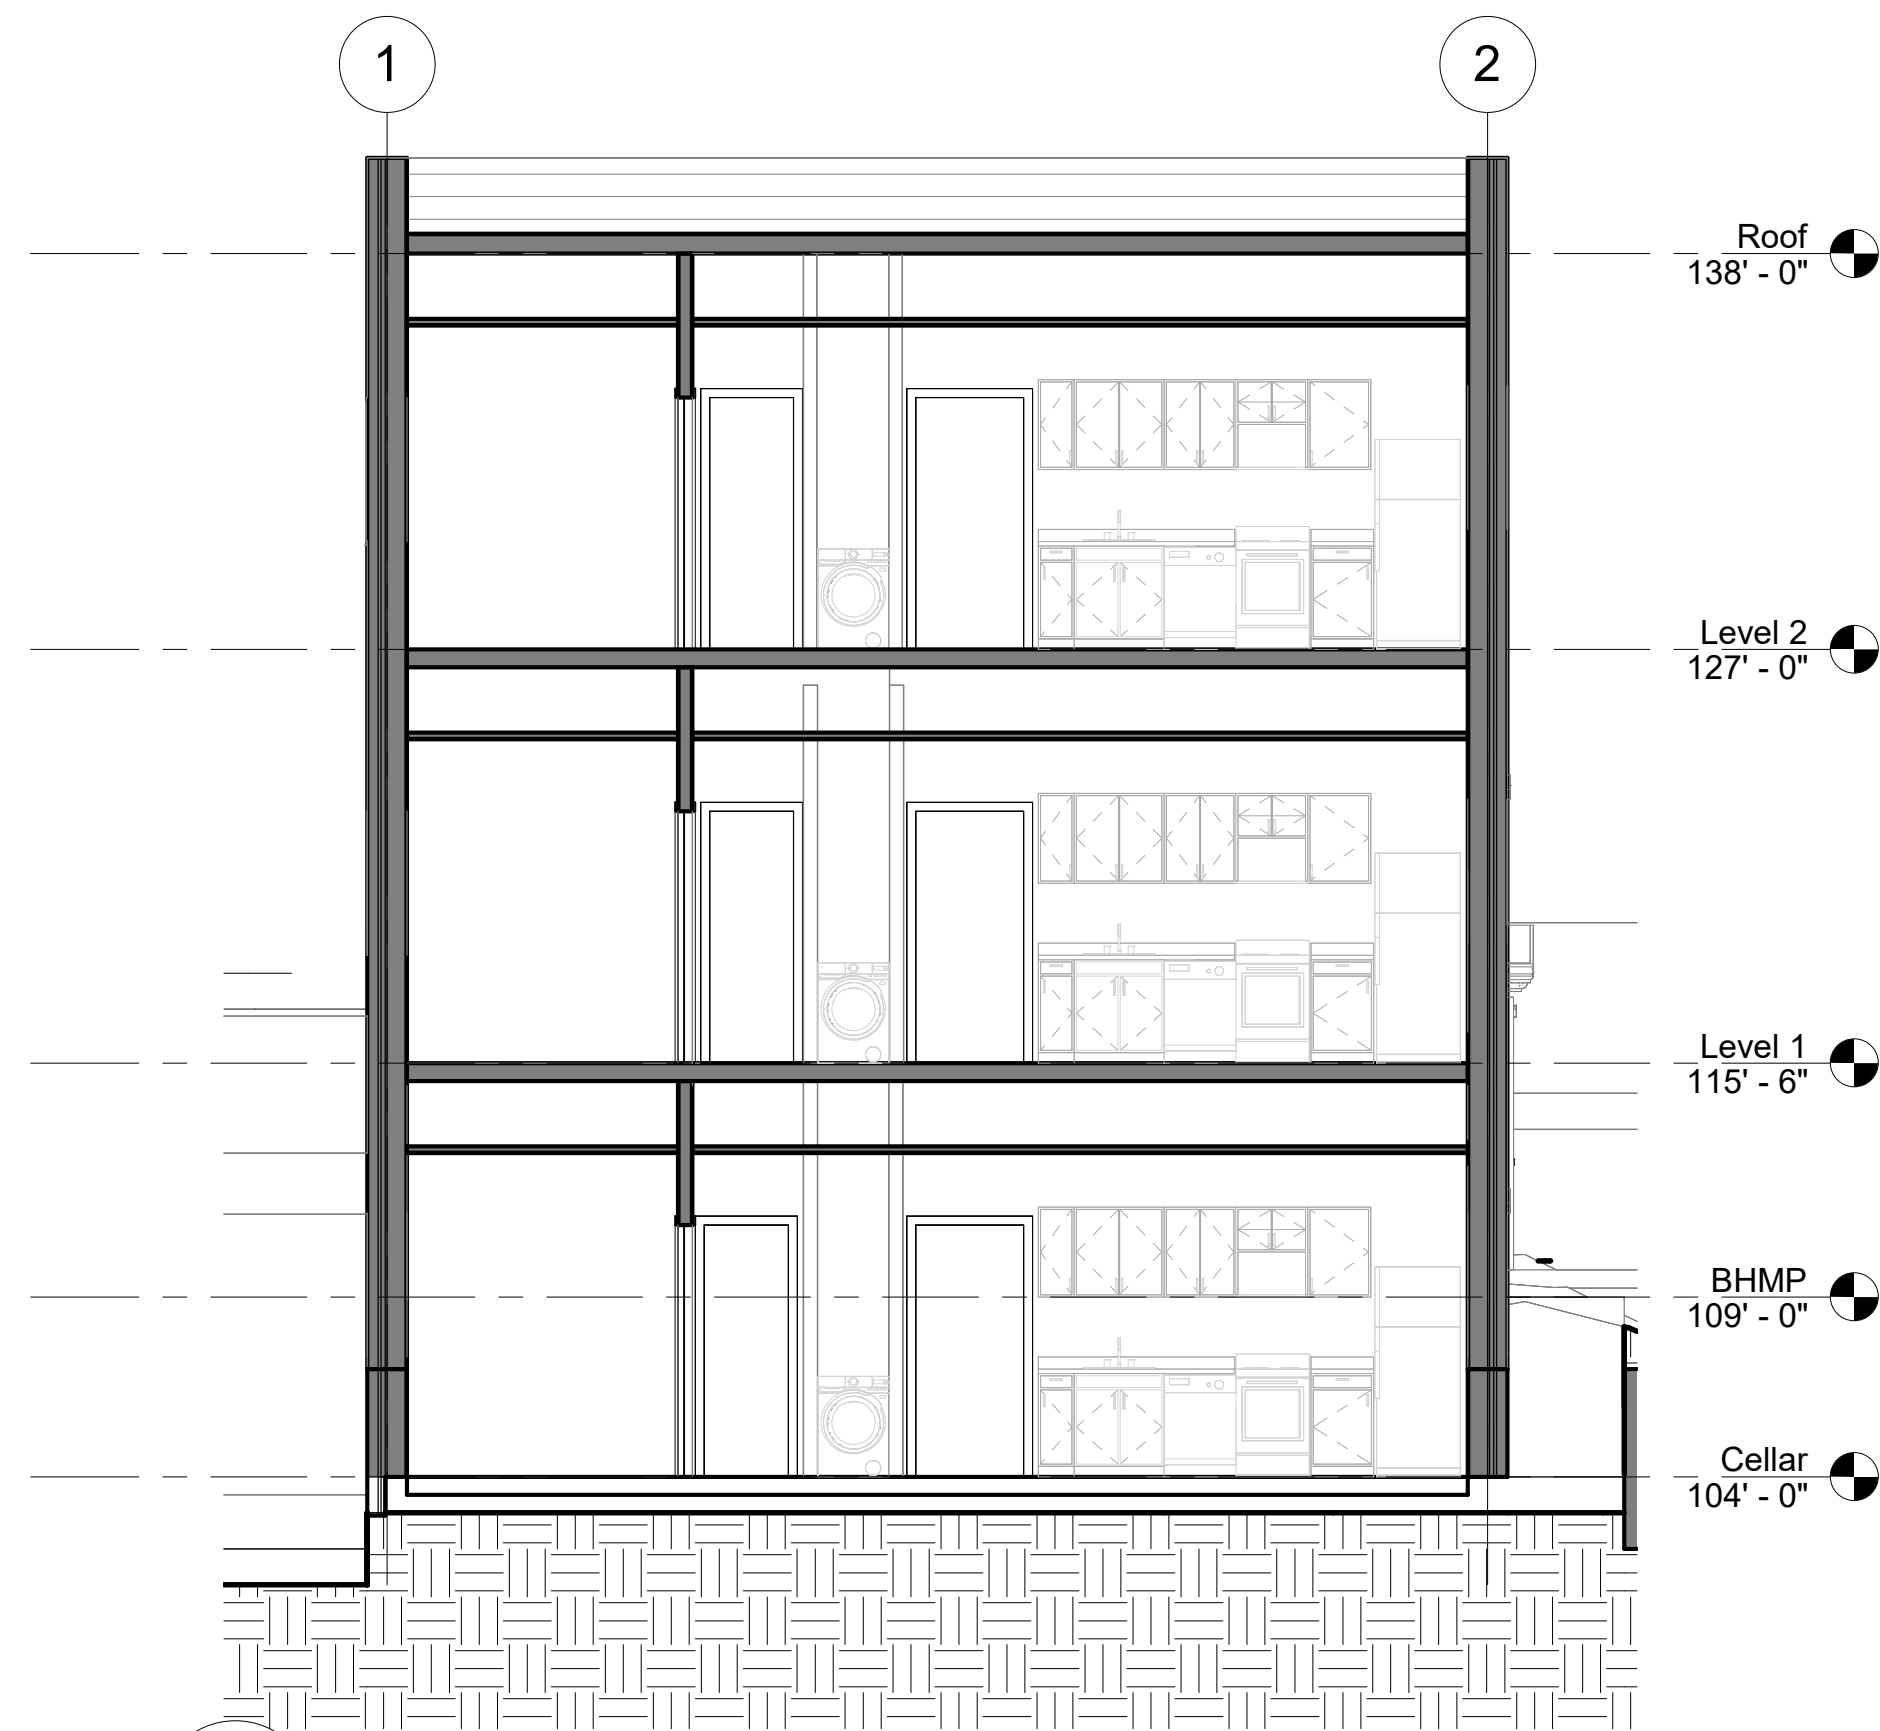 1
2
Roof
138' - 0"
Level 2
127' - 0"
Level 1
115' - 6"
BHMP
109' - 0"
Cellar
104' - 0"